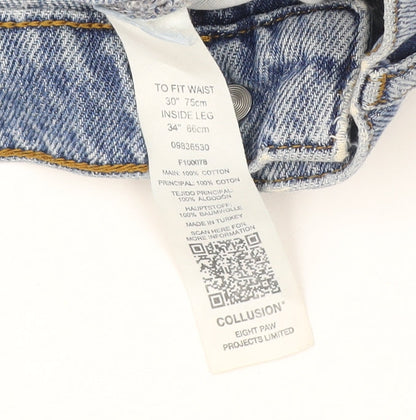 TO FIT WAIST
30" 75cm
INSIDE LEG
34" 86cm
09836530
F100078
MAIN: 100% COTTON
PRINCIPAL: 100% COTON
TEJIDO PRINCIPAL:
100% ALGODÓN
HAUPTSTOFF:
100% BAUMWOLLE
MADE IN TURKEY
SCAN HERE FOR
MORE INFORMATION
COLLUSION®
EIGHT PAW
PROJECTS LIMITED